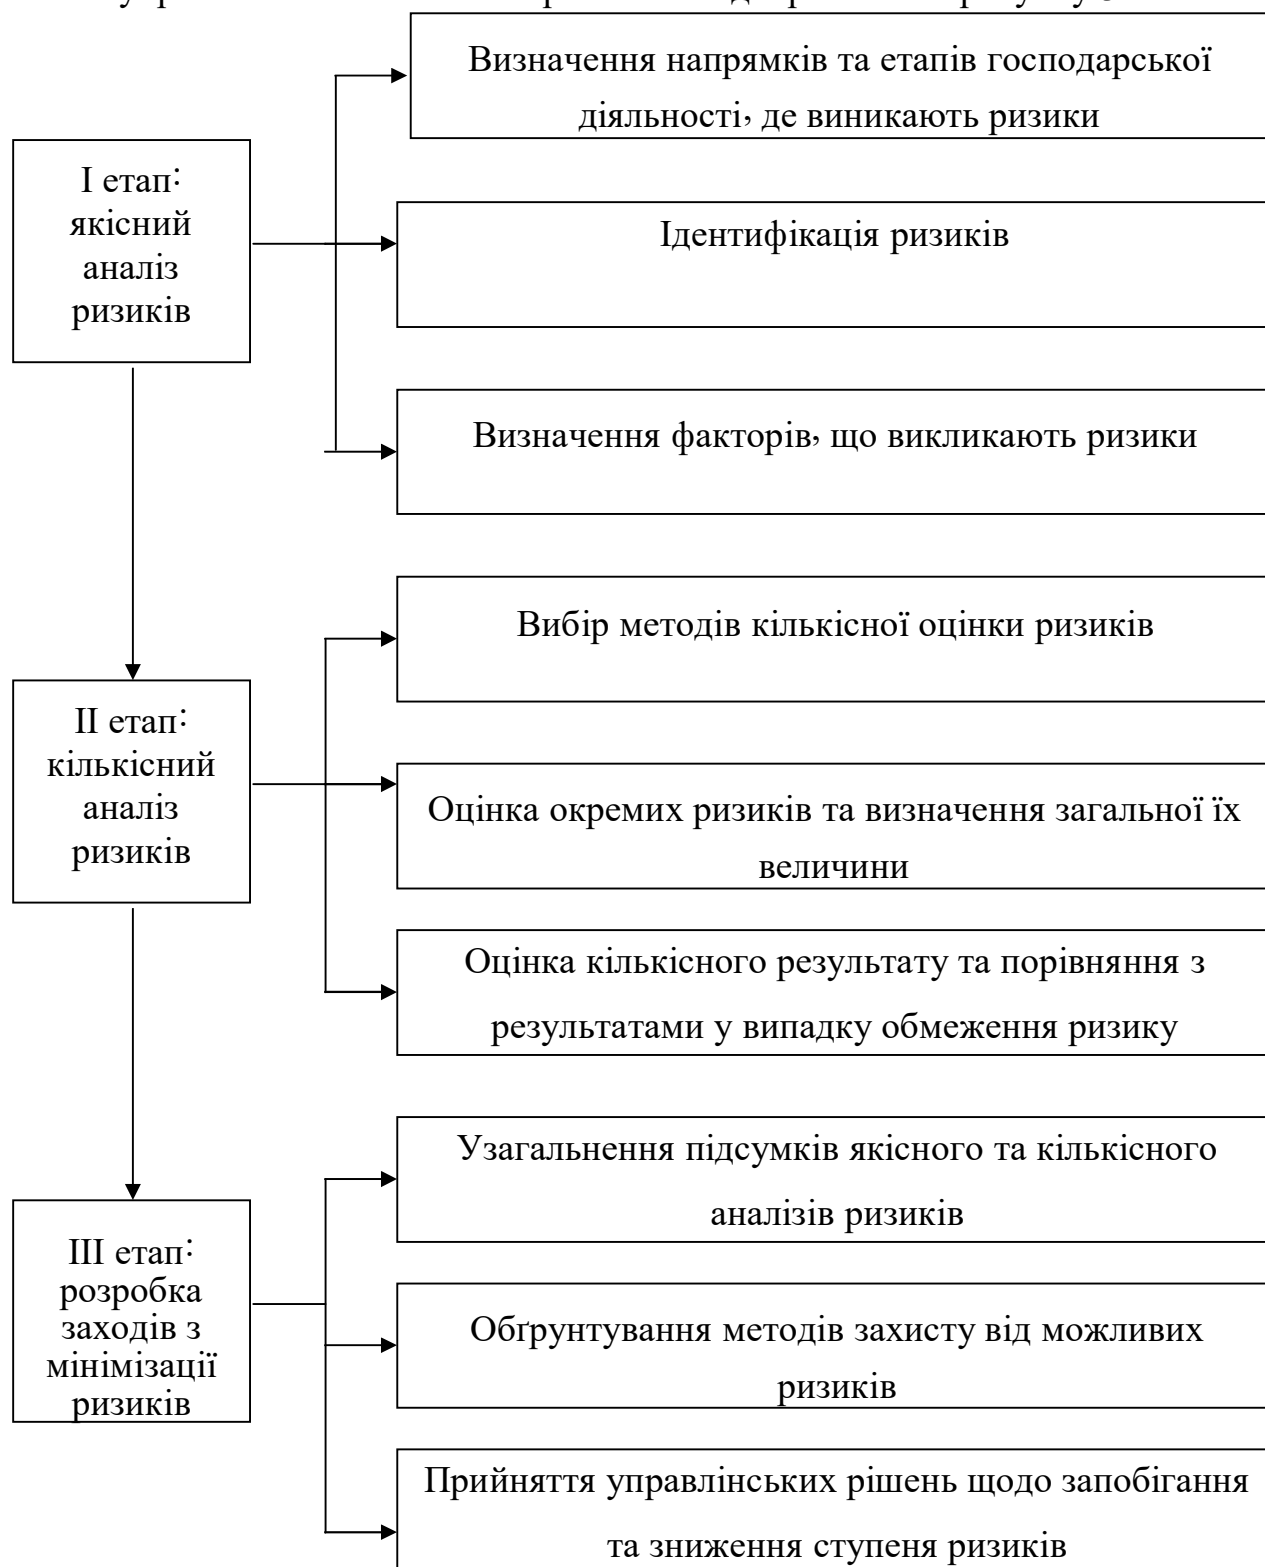 Визначення напрямків та етапів господарської
діяльності, де виникають ризики
І етап:
якісний
аналіз
ризиків
Ідентифікація ризиків
Визначення факторів, що викликають ризики
Вибір методів кількісної оцінки ризиків
ІІ етап:
кількісний
аналіз
ризиків
Оцінка окремих ризиків та визначення загальної їх
величини
Оцінка кількісного результату та порівняння з
результатами у випадку обмеження ризику
Узагальнення підсумків якісного та кількісного
аналізів ризиків
ІІІ етап:
розробка
заходів з
мінімізації
ризиків
Обґрунтування методів захисту від можливих
ризиків
Прийняття управлінських рішень щодо запобігання
та зниження ступеня ризиків